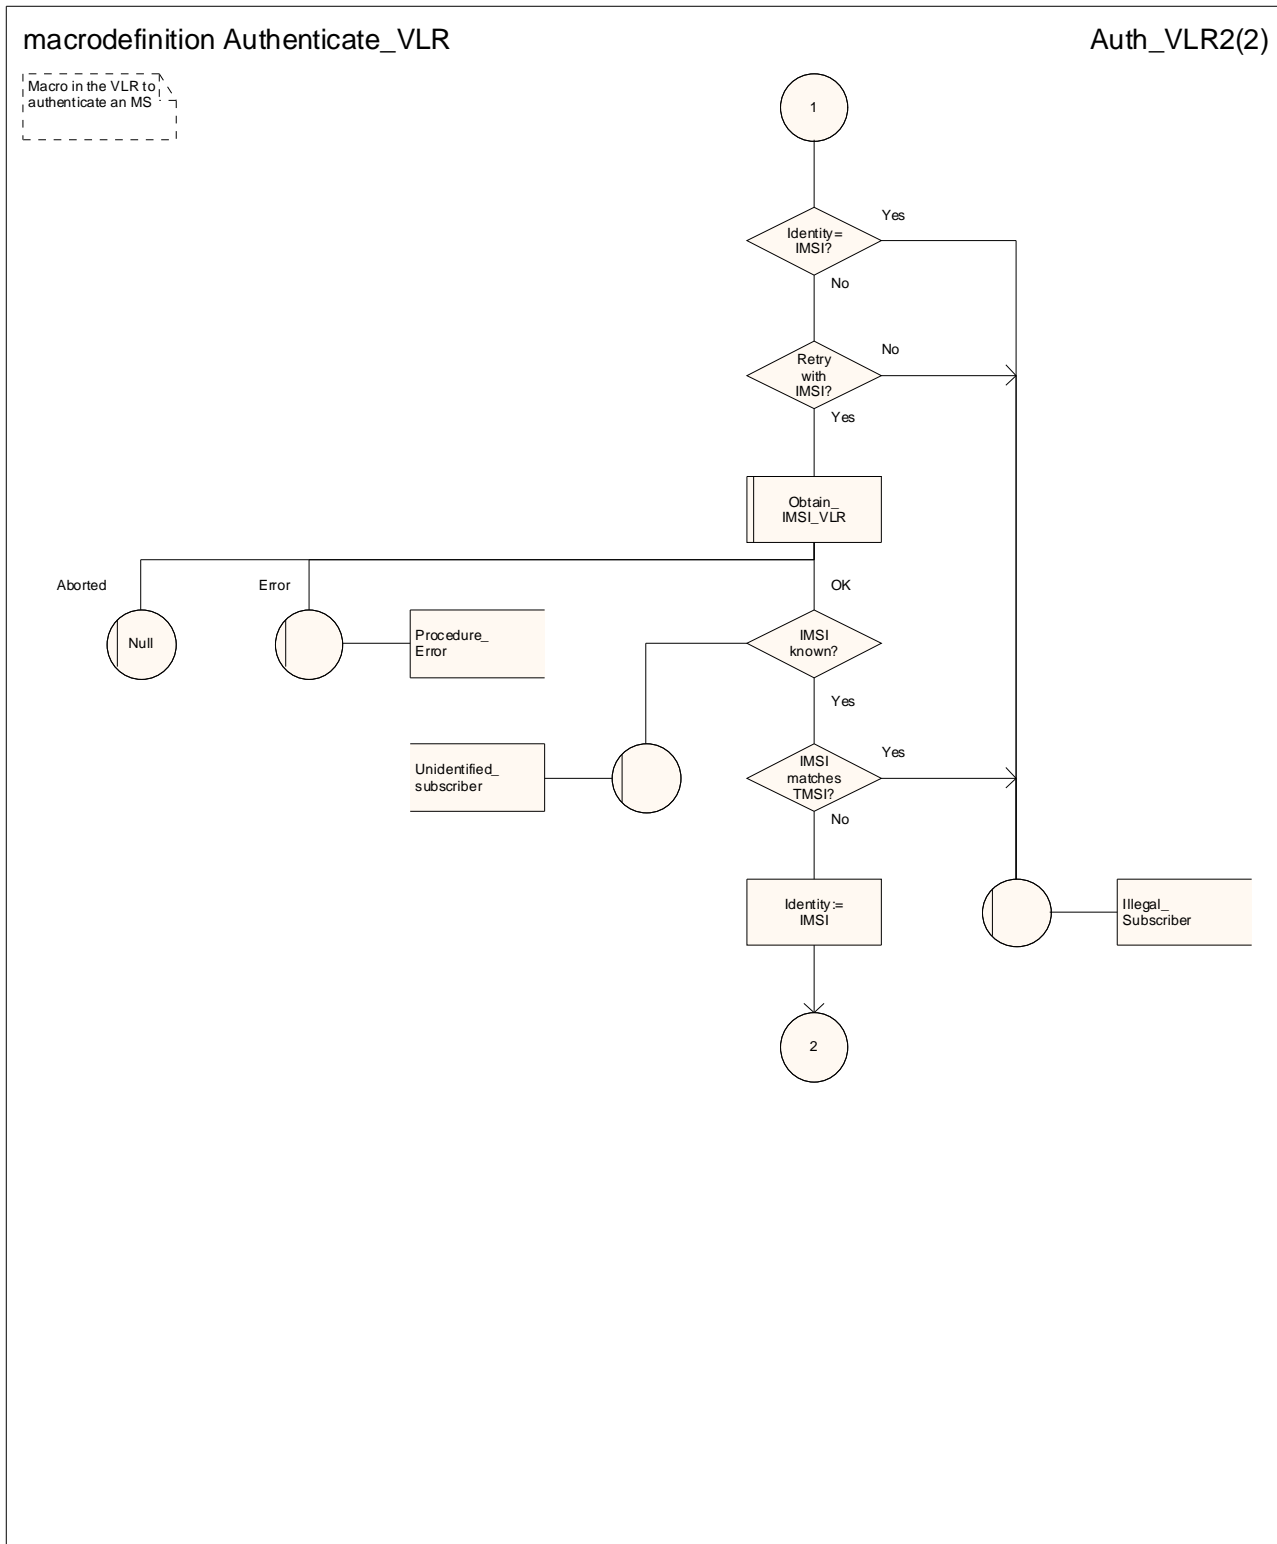 macrodefinition Authenticate_VLR
Auth_VLR2(2)
Macro in the VLR to
authenticate an MS
1
Identity=
IMSI?
Yes
No
Retry
with
IMSI?
No
Yes
Obtain_
IMSI_VLR
Aborted
Error
OK
Null
Procedure_
Error
IMSI
known?
Yes
Unidentified_
subscriber
IMSI
matches
TMSI?
Yes
No
Identity:=
IMSI
Illegal_
Subscriber
2